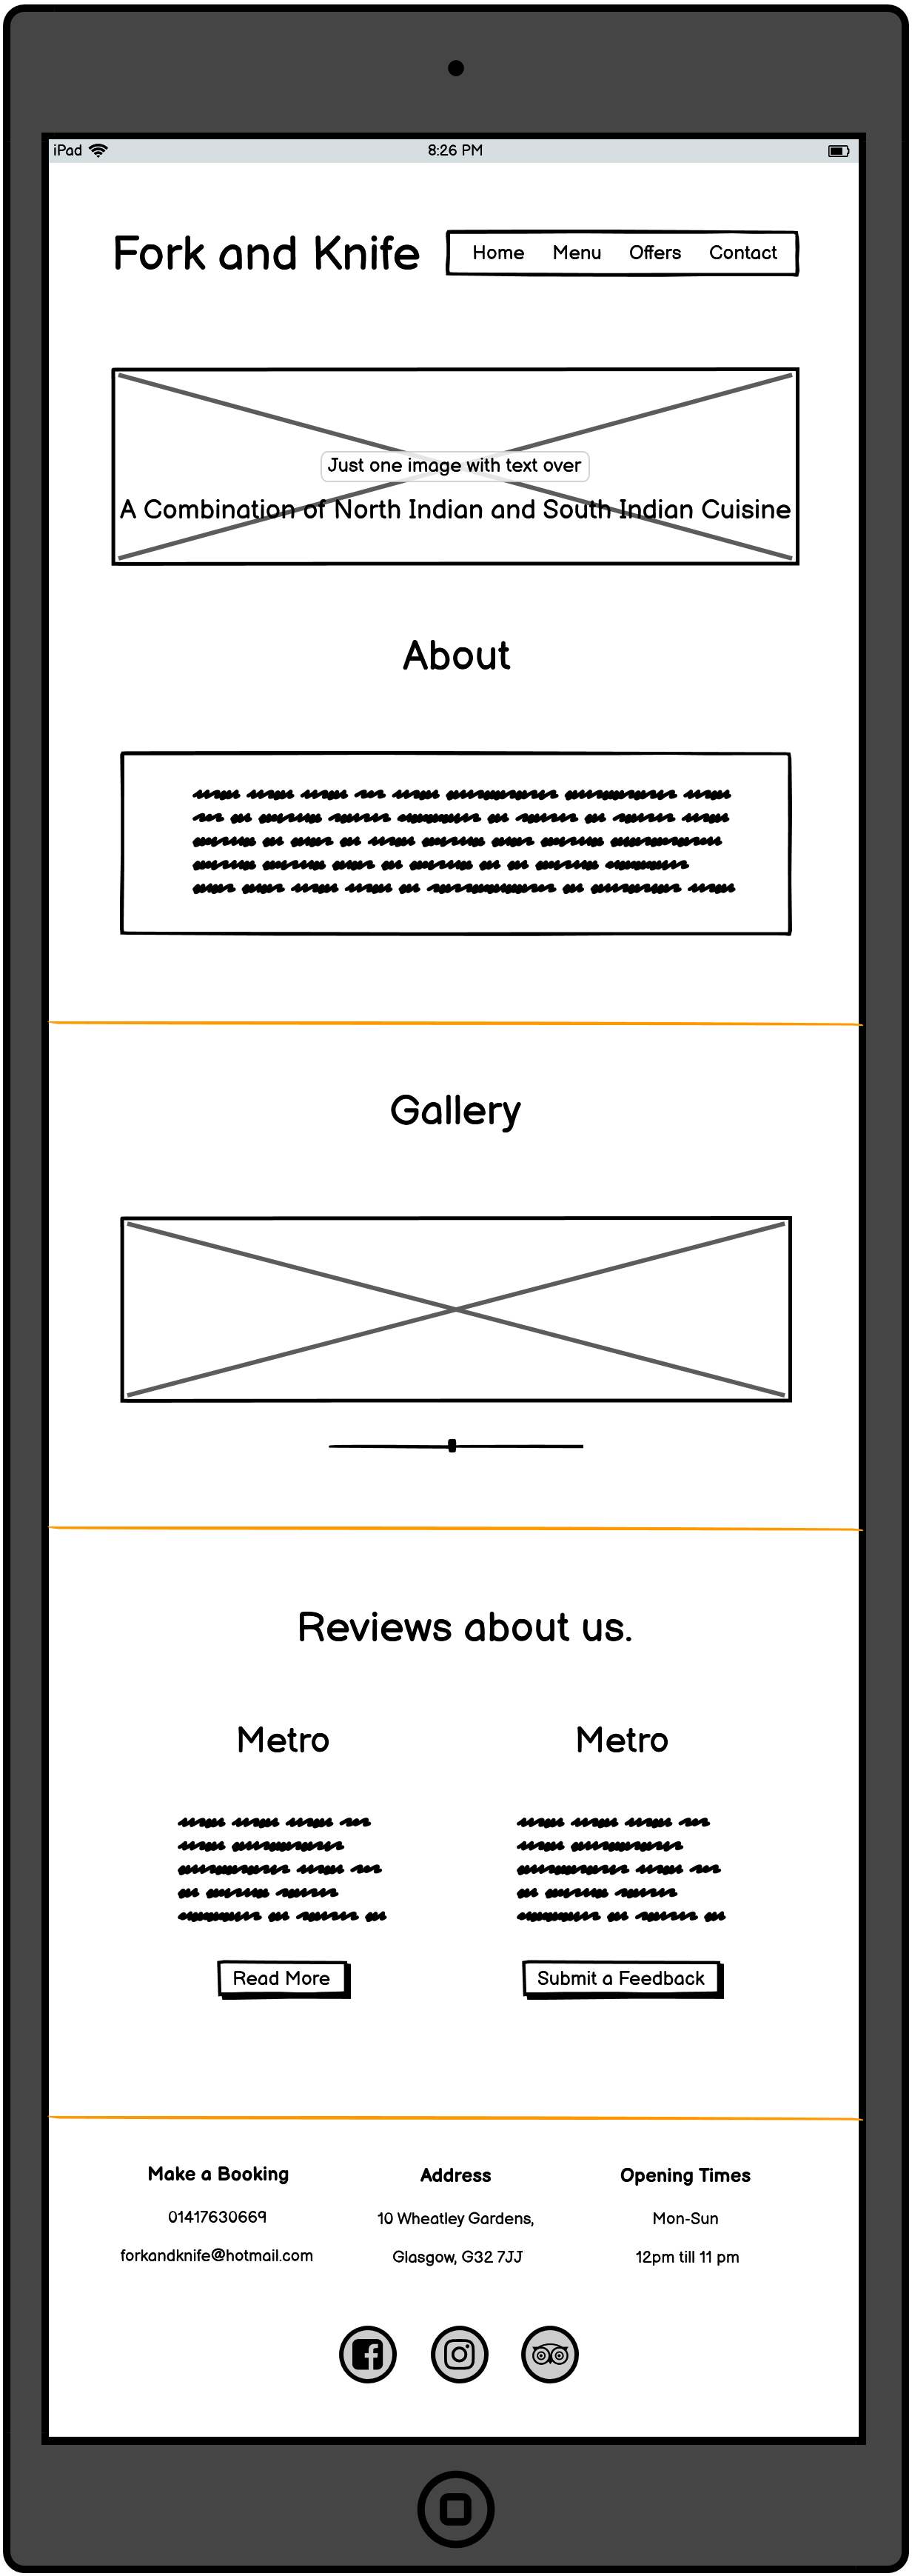 iPad 8:26 PM
Fork and Knife
Home Menu Offers Contact
Just one image with text over
A Combination of North Indian and South Indian Cuisine
About
Gallery
Reviews about us.
Metro Metro
Read More Submit a Feedback
Make a Booking Address Opening Times
01417630669 10 Wheatley Gardens, Mon-Sun
forkandknife@hotmail.com Glasgow, G32 7JJ 12pm till 11 pm